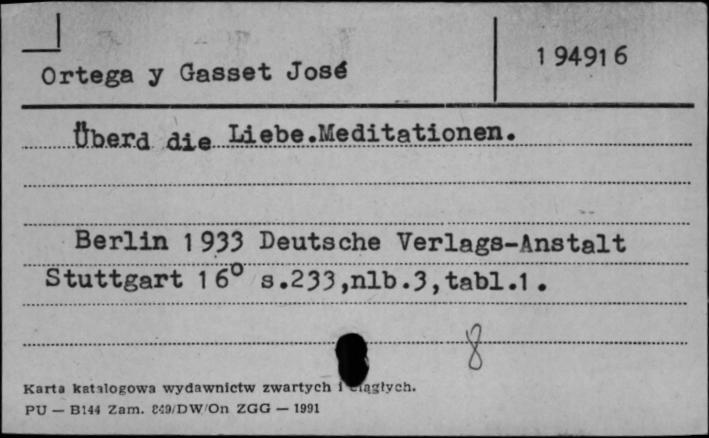 Ortega y Gasset José
194916
Überd die Liebe.Meditationen.
Berlin 1933 Deutsche Verlags-Anstalt
Stuttgart 16° s.233,nlb.3,tabl.1.
8
Karta katalogowa wydawnictw zwartych i ciągłych.
PU — B144 Zam. 849/DW/On ZGG — 1991